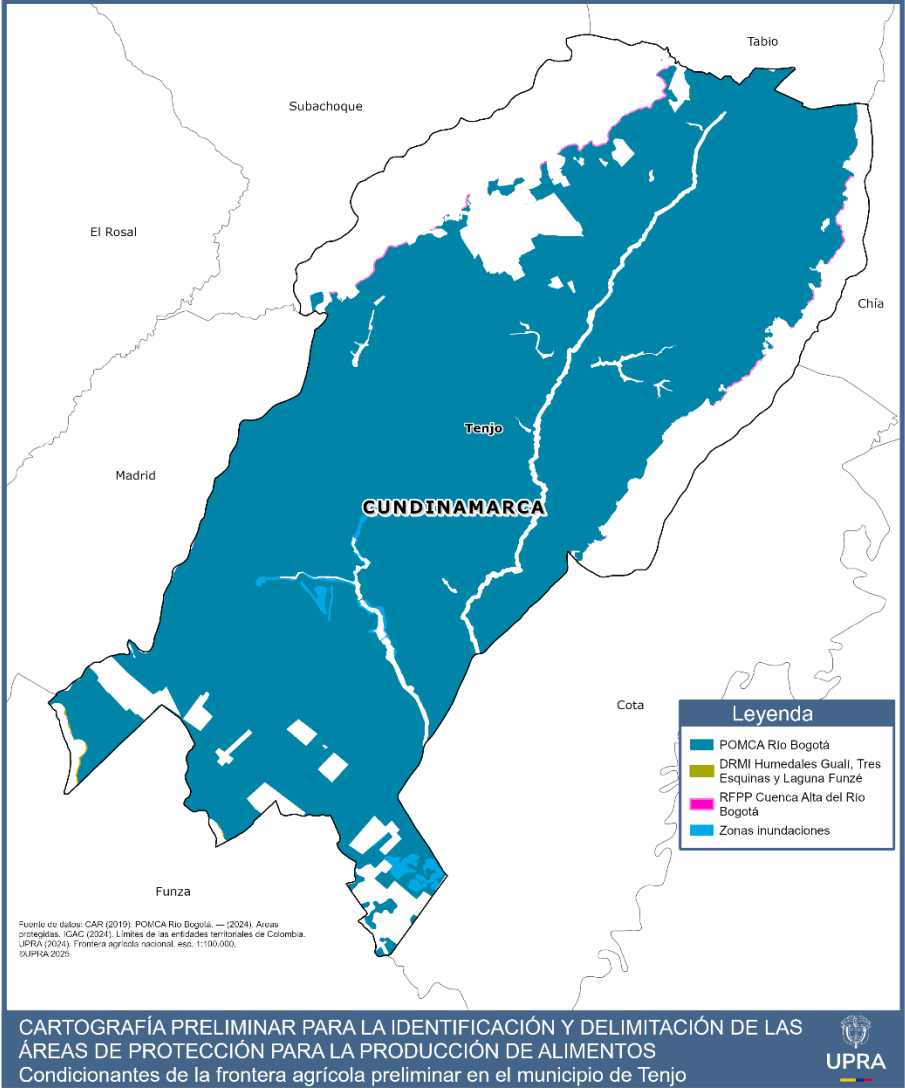 Tabio
Subachoque
El Rosal
Chía
Tenjo
Madrid
CUNDINAMARCA
Cota
Leyenda
POMCA Río Bogotá
DRMI Humedales Gualí, Tres
Esquinas y Laguna Funzé
RFPP Cuenca Alta del Río
Bogotá
Zonas inundaciones
Funza
Fuente de datos: CAR (2019). POMCA Río Bogotá. — (2024). Áreas
protegidas. IGAC (2024). Límites de las entidades territoriales de Colombia.
UPRA (2024). Frontera agrícola nacional. esc. 1:100.000.
©UPRA 2025
CARTOGRAFÍA PRELIMINAR PARA LA IDENTIFICACIÓN Y DELIMITACIÓN DE LAS
ÁREAS DE PROTECCIÓN PARA LA PRODUCCIÓN DE ALIMENTOS
Condicionantes de la frontera agrícola preliminar en el municipio de Tenjo
UPRA